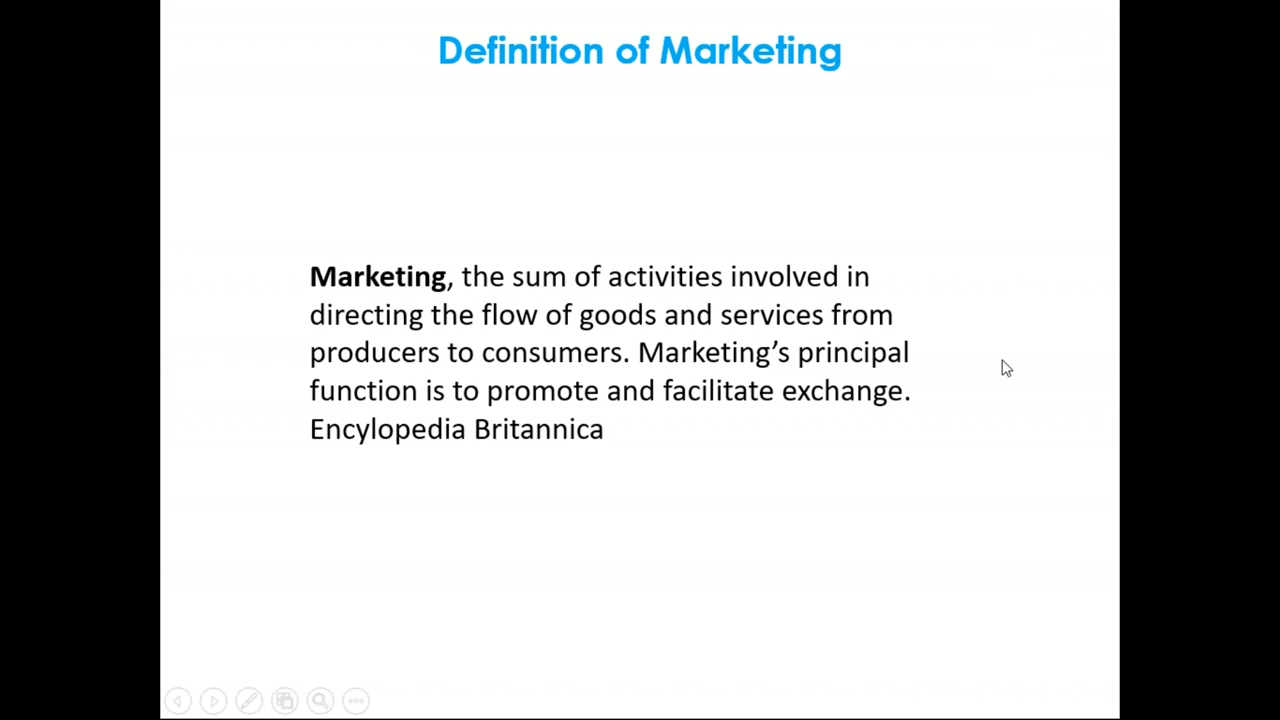 Definition of Marketing
Marketing, the sum of activities involved in
directing the flow of goods and services from
producers to consumers. Marketing’s principal
function is to promote and facilitate exchange.
Encylopedia Britannica